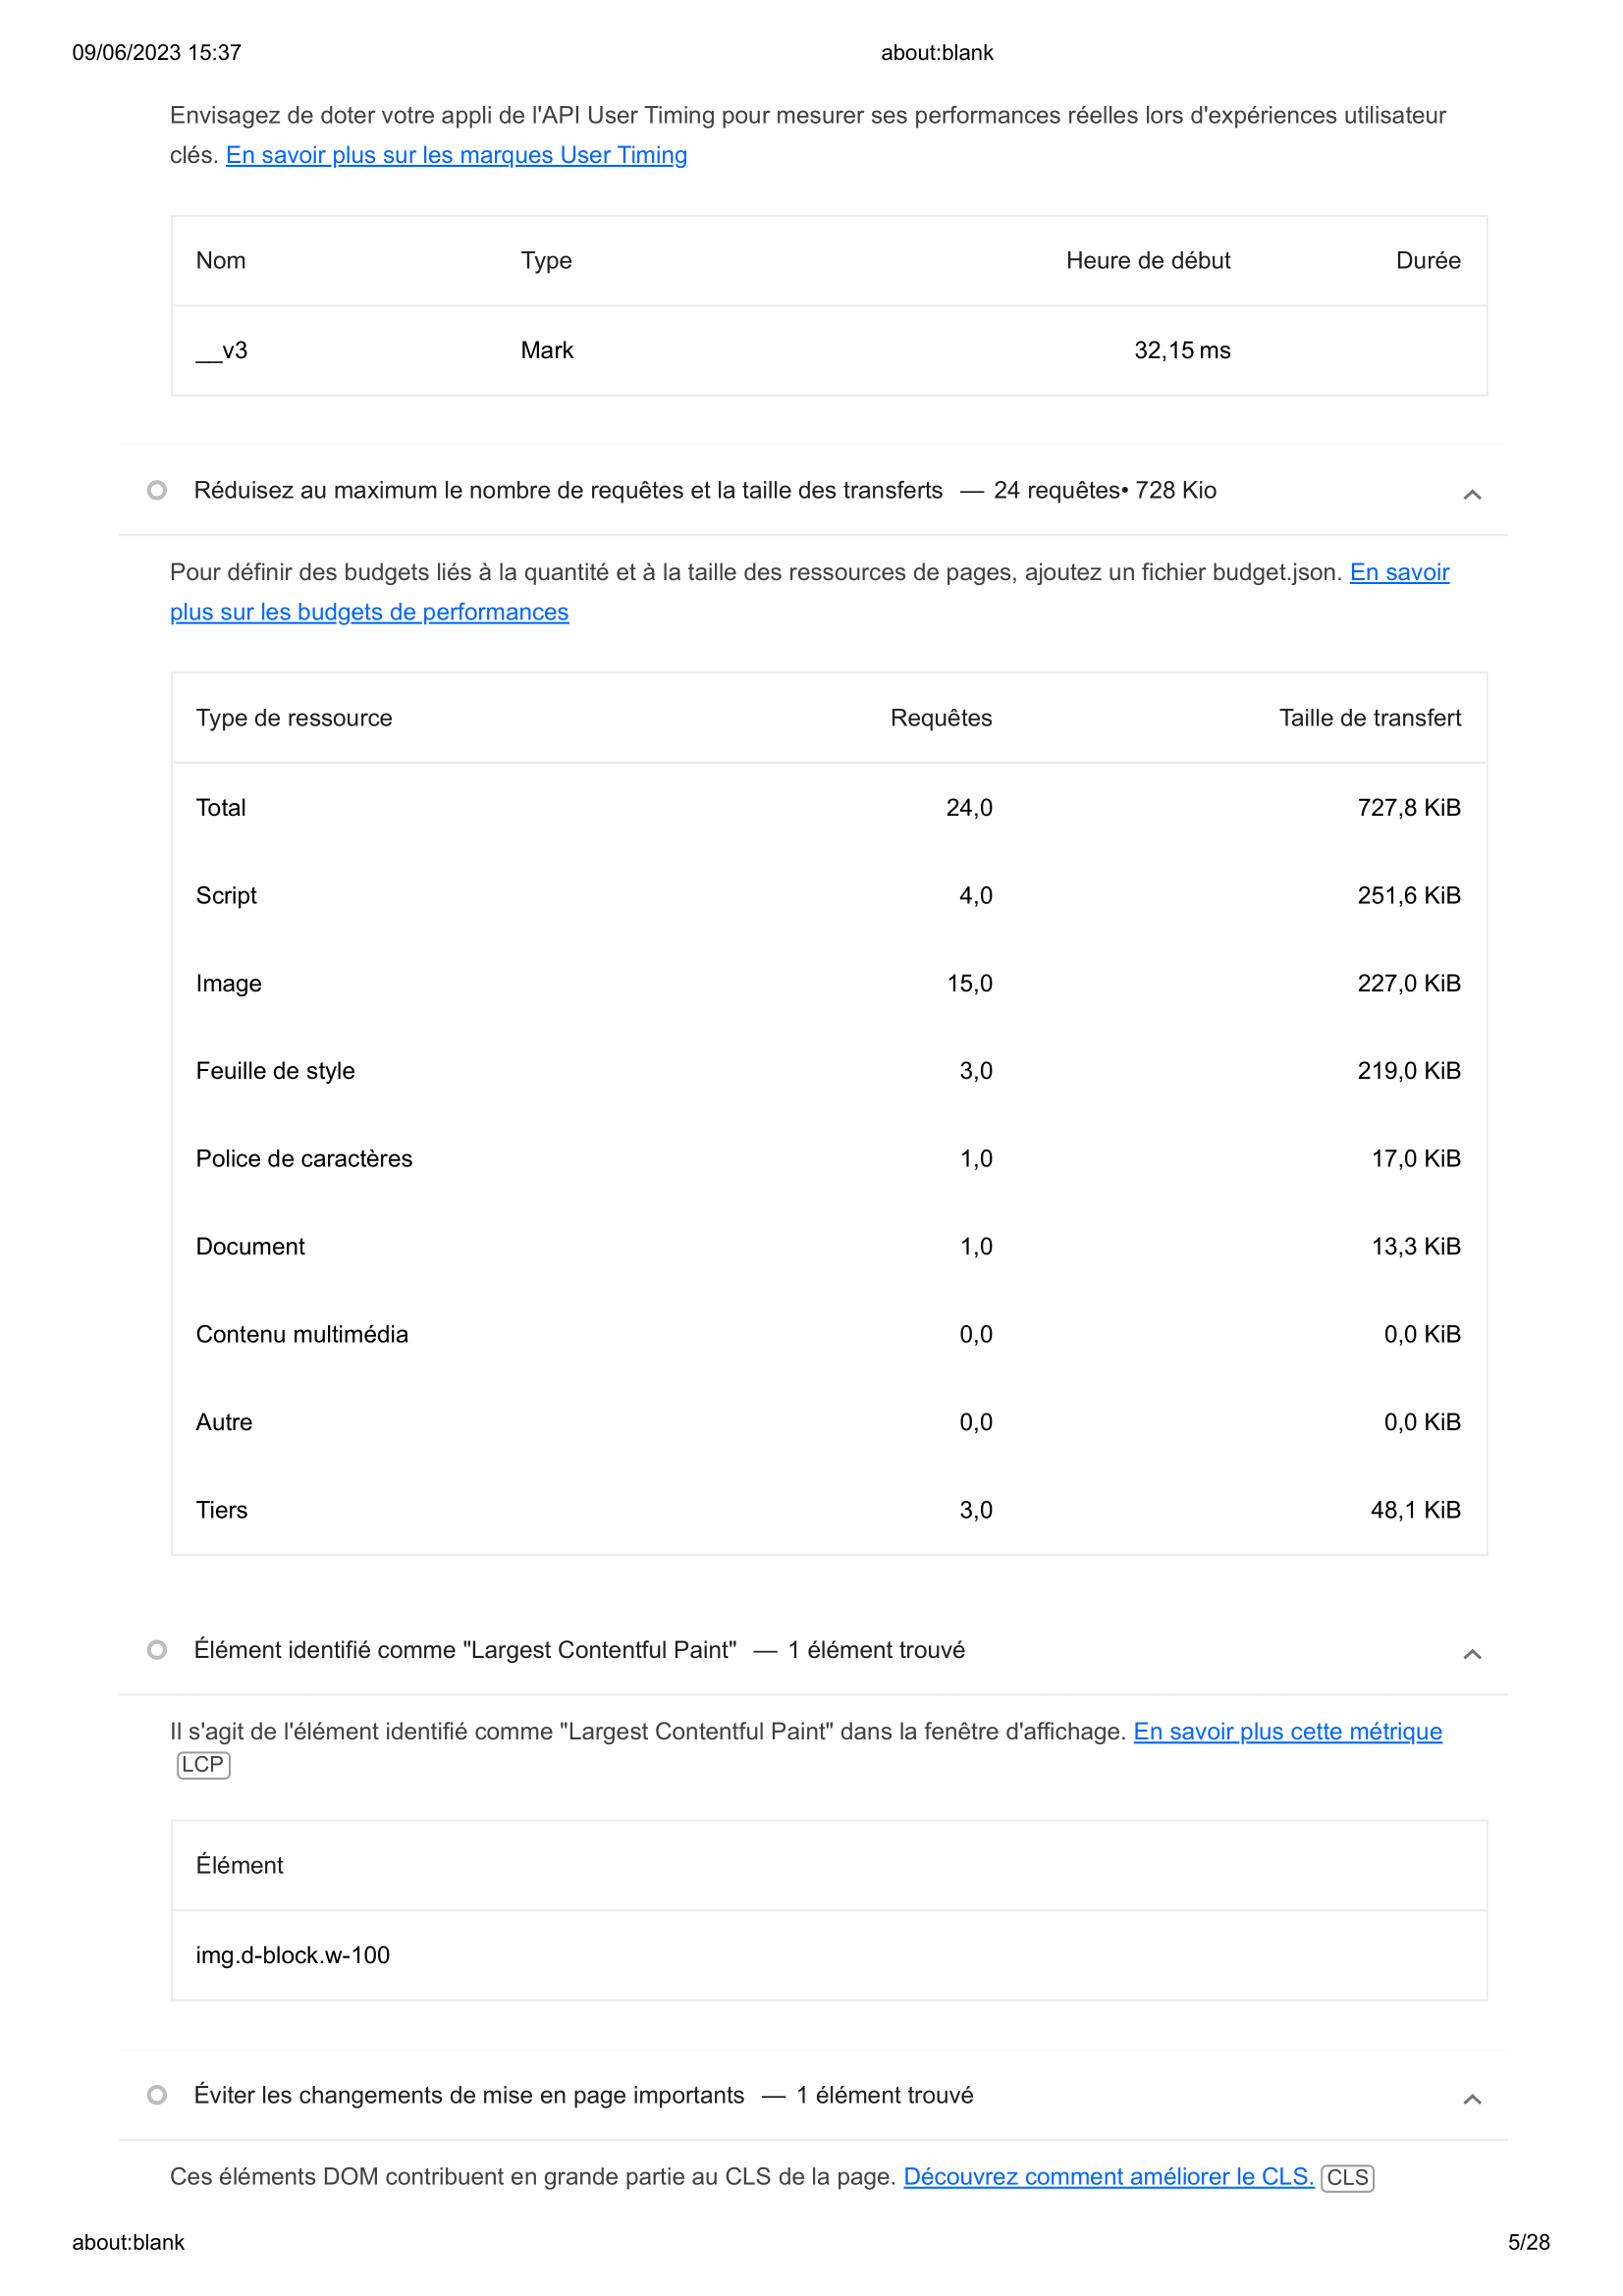 09/06/2023 15:37 about:blank
Envisagez de doter votre appli de l'API User Timing pour mesurer ses performances réelles lors d'expériences utilisateur
clés. En savoir plus sur les marques User Timing
Nom Type Heure de début Durée
__v3 Mark 32,15 ms
Réduisez au maximum le nombre de requêtes et la taille des transferts — 24 requêtes• 728 Kio
Pour définir des budgets liés à la quantité et à la taille des ressources de pages, ajoutez un fichier budget.json. En savoir
plus sur les budgets de performances
Type de ressource Requêtes Taille de transfert
Total 24,0 727,8 KiB
Script 4,0 251,6 KiB
Image 15,0 227,0 KiB
Feuille de style 3,0 219,0 KiB
Police de caractères 1,0 17,0 KiB
Document 1,0 13,3 KiB
Contenu multimédia 0,0 0,0 KiB
Autre 0,0 0,0 KiB
Tiers 3,0 48,1 KiB
Élément identifié comme "Largest Contentful Paint" — 1 élément trouvé
Il s'agit de l'élément identifié comme "Largest Contentful Paint" dans la fenêtre d'affichage. En savoir plus cette métrique
LCP
Élément
img.d-block.w-100
Éviter les changements de mise en page importants — 1 élément trouvé
Ces éléments DOM contribuent en grande partie au CLS de la page. Découvrez comment améliorer le CLS. CLS
about:blank 5/28